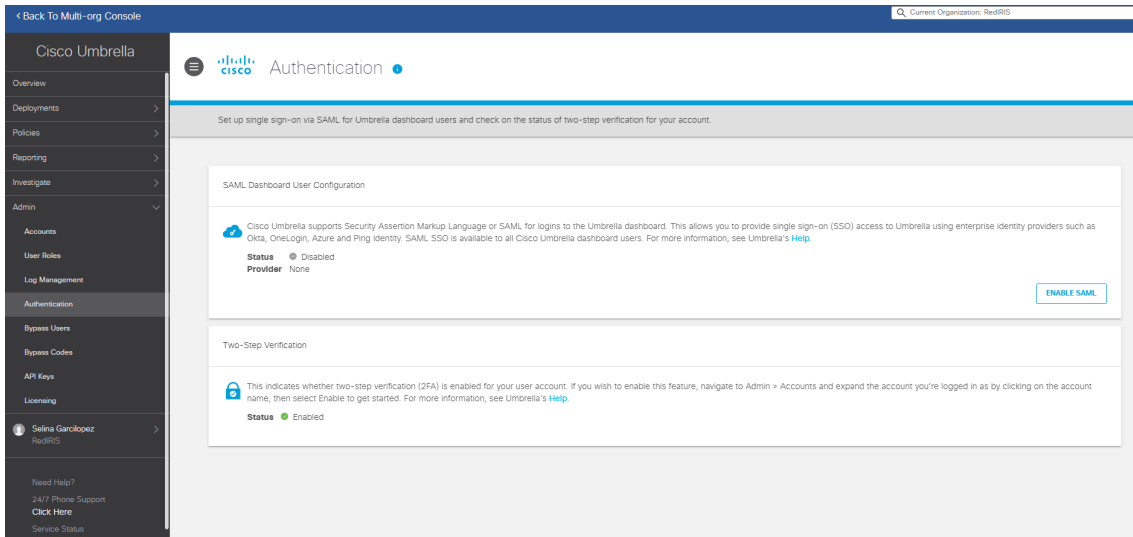 Back To Multi-org Console
Current Organization: RedIRIS
Cisco Umbrella
Overview
Deployments
Policies
Reporting
Investigate
Admin
Accounts
User Roles
Log Management
Authentication
Bypass Users
Bypass Codes
API Keys
Licensing
Selina Garcilopez
RedIRIS
Need Help?
24/7 Phone Support
Click Here
Service Status
CISCO
Authentication
Set up single sign-on via SAML for Umbrella dashboard users and check on the status of two-step verification for your account.
SAML Dashboard User Configuration
Cisco Umbrella supports Security Assertion Markup Language or SAML for logins to the Umbrella dashboard. This allows you to provide single sign-on (SSO) access to Umbrella using enterprise identity providers such as
Okta, OneLogin, Azure and Ping Identity. SAML SSO is available to all Cisco Umbrella dashboard users. For more information, see Umbrella's Help.
Status Disabled
Provider None
ENABLE SAML
Two-Step Verification
This indicates whether two-step verification (2FA) is enabled for your user account. If you wish to enable this feature, navigate to Admin > Accounts and expand the account you're logged in as by clicking on the account
name, then select Enable to get started. For more information, see Umbrella's Help.
Status Enabled